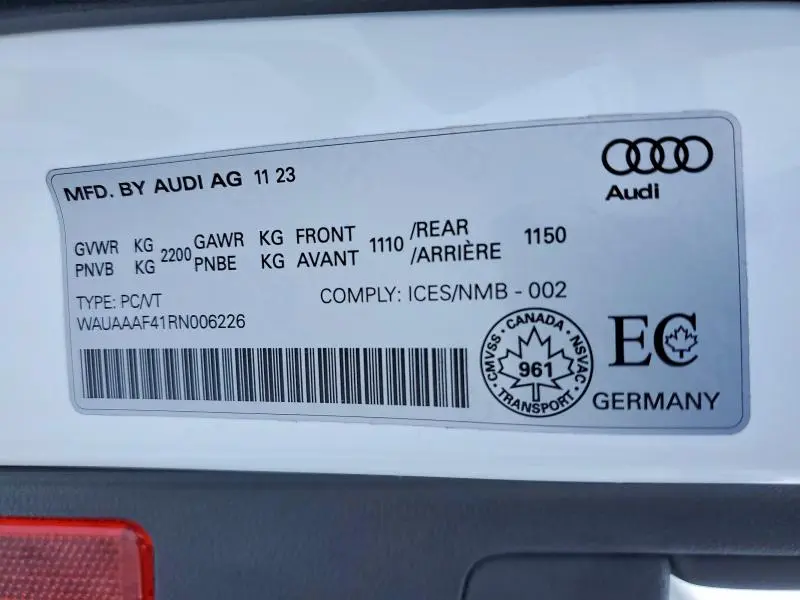 MFD. BY AUDI AG 11 23
Audi
GVWR KG 2200 GAWR KG FRONT 1110 /REAR 1150
PNVB KG PNBE KG AVANT /ARRIÈRE
TYPE: PC/VT
COMPLY: ICES/NMB - 002
WAUAAAF41RN006226
CMVSS · CANADA · NSVAC · TRANSPORT ·
961
EC
GERMANY